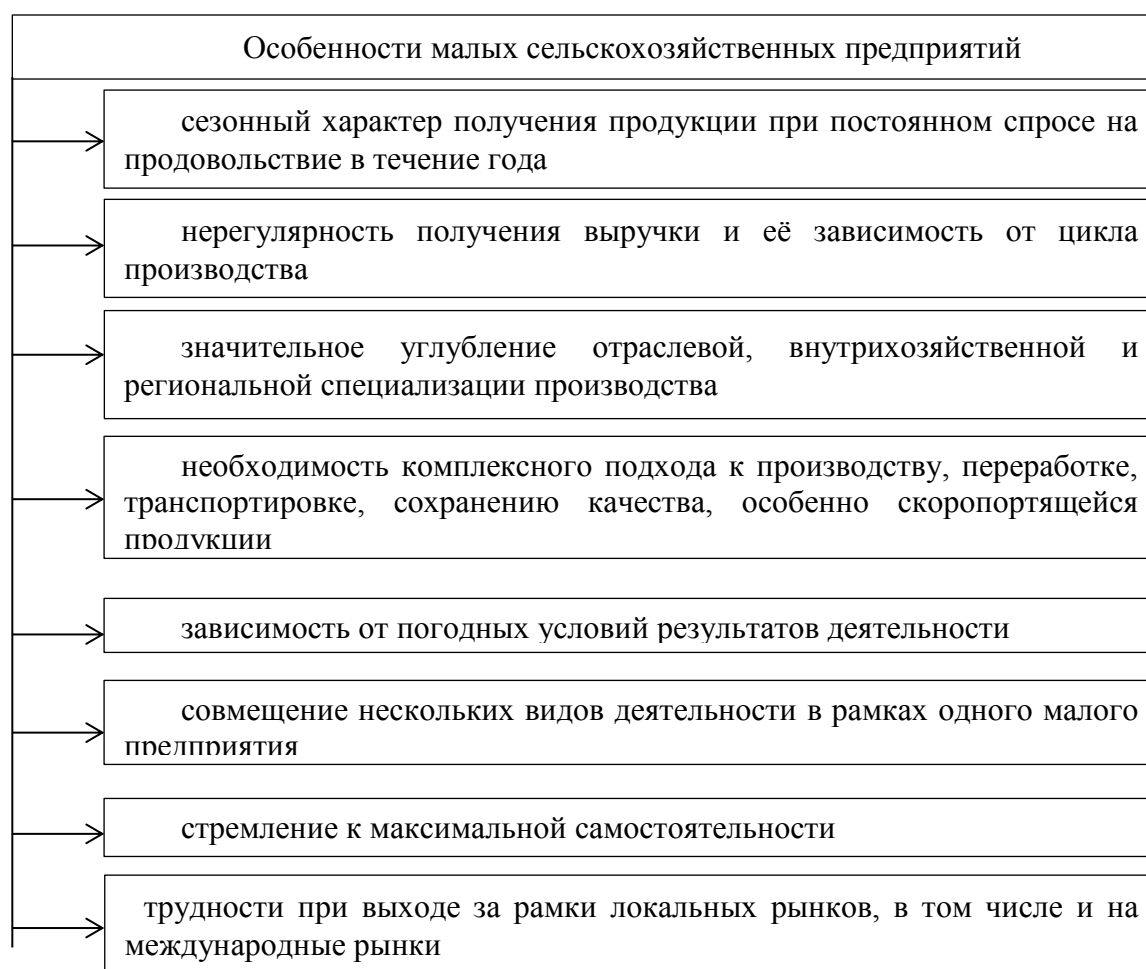 Особенности малых сельскохозяйственных предприятий
сезонный характер получения продукции при постоянном спросе на
продовольствие в течение года
нерегулярность получения выручки и её зависимость от цикла
производства
значительное углубление отраслевой, внутрихозяйственной и
региональной специализации производства
необходимость комплексного подхода к производству, переработке,
транспортировке, сохранению качества, особенно скоропортящейся
продукции
зависимость от погодных условий результатов деятельности
совмещение нескольких видов деятельности в рамках одного малого
предприятия
стремление к максимальной самостоятельности
трудности при выходе за рамки локальных рынков, в том числе и на
международные рынки